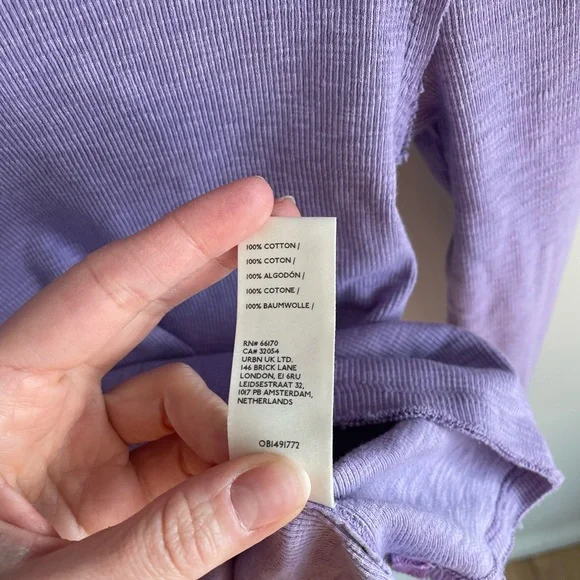 100% COTTON /
100% COTON /
100% ALGODÓN /
100% COTONE /
100% BAUMWOLLE /
RN# 66170
CA# 32054
URBN UK LTD.
146 BRICK LANE
LONDON, E1 6RU
LEIDSESTRAAT 32,
1017 PB AMSTERDAM,
NETHERLANDS
OB1491772